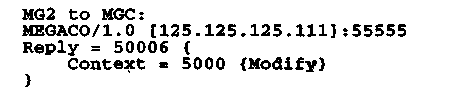 MG2 to MGC:
MEGACO/1.0 [125.125.125.111]:55555
Reply = 50006 {
Context = 5000 {Modify}
}